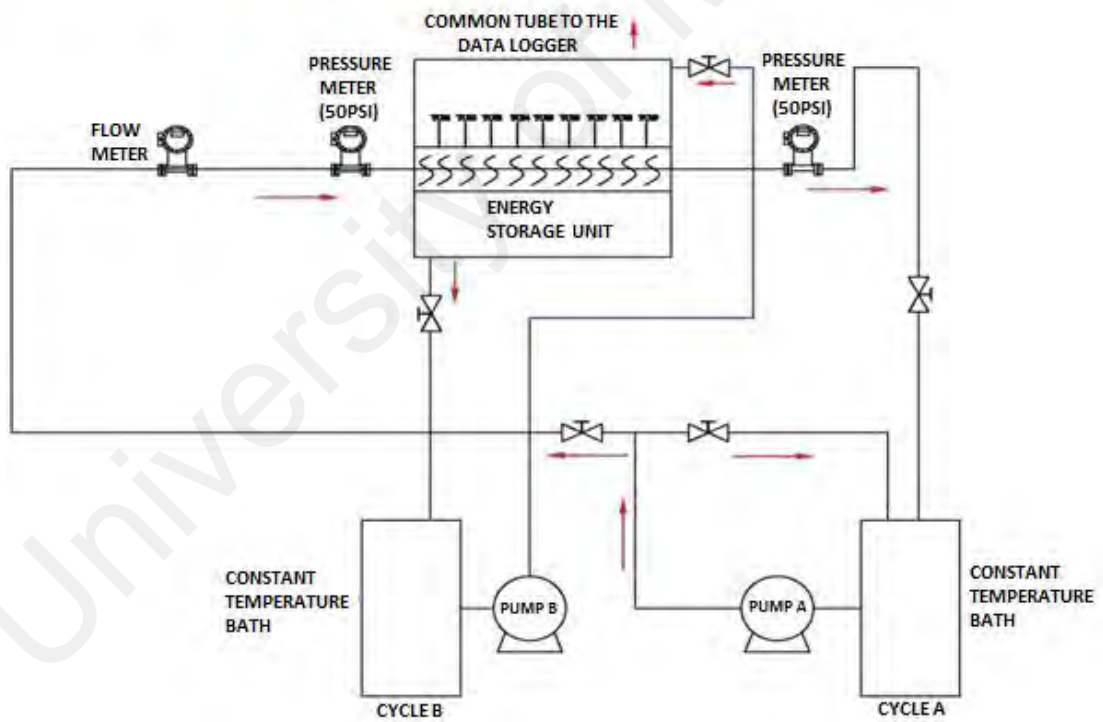 COMMON TUBE TO THE
DATA LOGGER
PRESSURE
METER
(50PSI)
PRESSURE
METER
(50PSI)
FLOW
METER
ENERGY
STORAGE UNIT
CONSTANT
TEMPERATURE
BATH
PUMP B
PUMP A
CONSTANT
TEMPERATURE
BATH
CYCLE B
CYCLE A
University of M